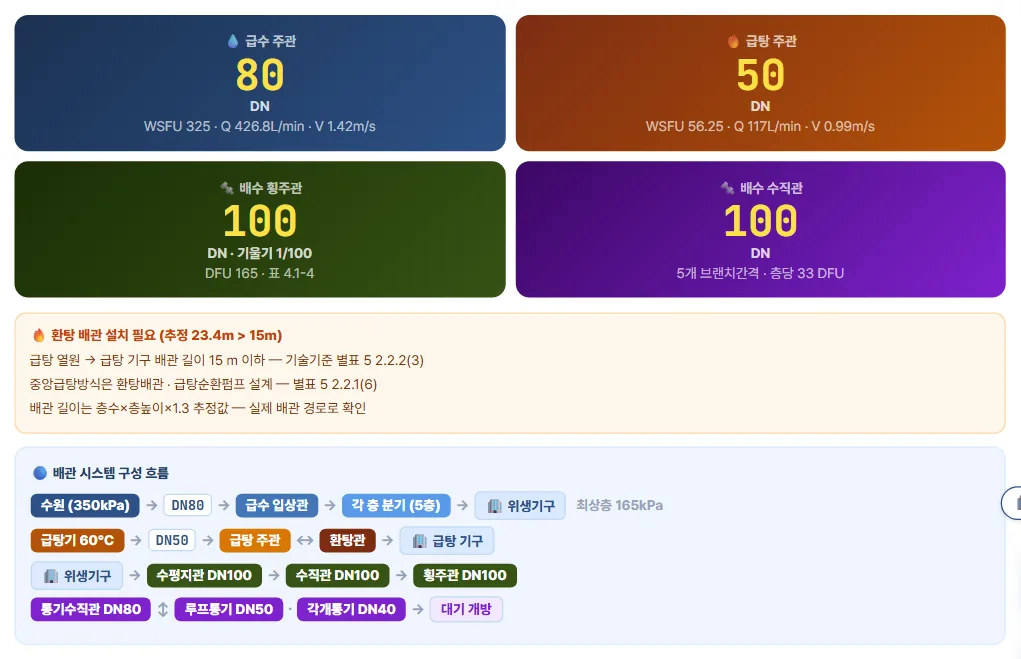 급수 주관
80
DN
WSFU 325 · Q 426.8L/min · V 1.42m/s
급탕 주관
50
DN
WSFU 56.25 · Q 117L/min · V 0.99m/s
배수 횡주관
100
DN · 기울기 1/100
DFU 165 · 표 4.1-4
배수 수직관
100
DN
5개 브랜치간격 · 층당 33 DFU
환탕 배관 설치 필요 (추정 23.4m > 15m)
급탕 열원 → 급탕 기구 배관 길이 15 m 이하 — 기술기준 별표 5 2.2.2(3)
중앙급탕방식은 환탕배관 · 급탕순환펌프 설계 — 별표 5 2.2.1(6)
배관 길이는 층수×층높이×1.3 추정값 — 실제 배관 경로로 확인
배관 시스템 구성 흐름
수원 (350kPa) → DN80 → 급수 입상관 → 각 층 분기 (5층) → 위생기구 최상층 165kPa
급탕기 60°C → DN50 → 급탕 주관 ↔ 환탕관 → 급탕 기구
위생기구 → 수평지관 DN100 → 수직관 DN100 → 횡주관 DN100
통기수직관 DN80 ↕ 루프통기 DN50 · 각개통기 DN40 → 대기 개방